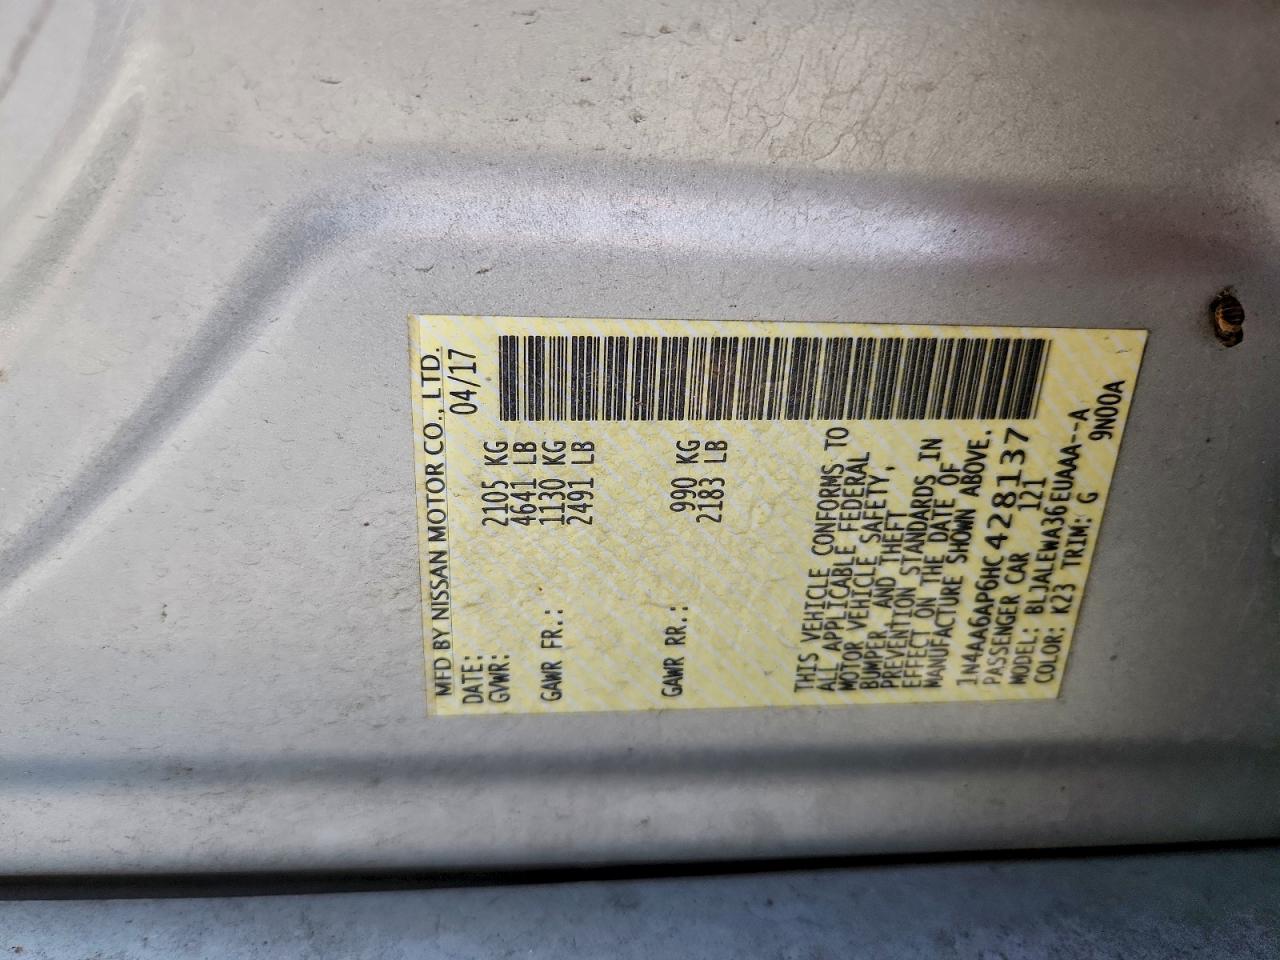 MFD BY NISSAN MOTOR CO., LTD.
DATE: 04/17
GVWR: 2105 KG
4641 LB
GAWR FR.: 1130 KG
2491 LB
GAWR RR.: 990 KG
2183 LB
THIS VEHICLE CONFORMS TO
ALL APPLICABLE FEDERAL
MOTOR VEHICLE SAFETY,
BUMPER, AND THEFT
PREVENTION STANDARDS IN
EFFECT ON THE DATE OF
MANUFACTURE SHOWN ABOVE.
1N4AA6AP6HC428137
PASSENGER CAR 121
MODEL: BLJALEWA36EUAAA--A
COLOR: K23 TRIM: G 9N00A